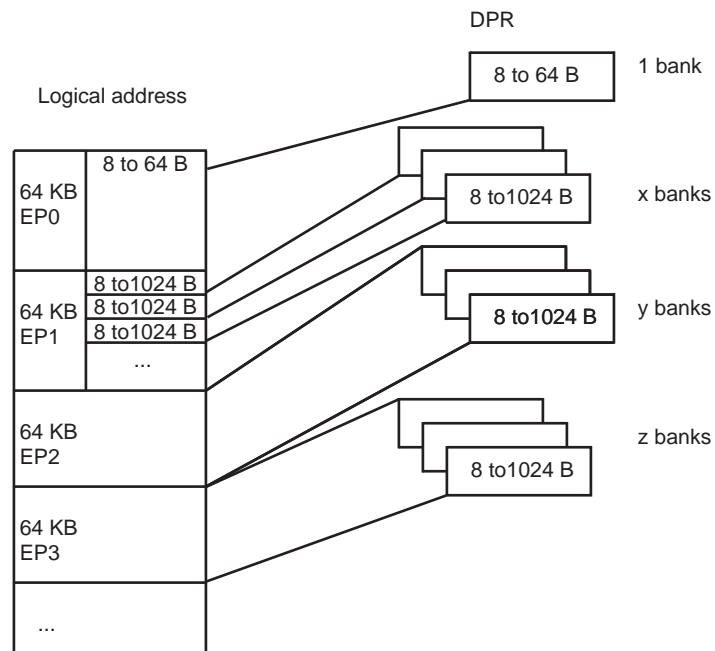 DPR
8 to 64 B
1 bank
Logical address
8 to 64 B
64 KB
EP0
8 to1024 B
x banks
8 to1024 B
8 to1024 B
8 to1024 B
...
64 KB
EP1
8 to1024 B
y banks
64 KB
EP2
8 to1024 B
z banks
64 KB
EP3
...